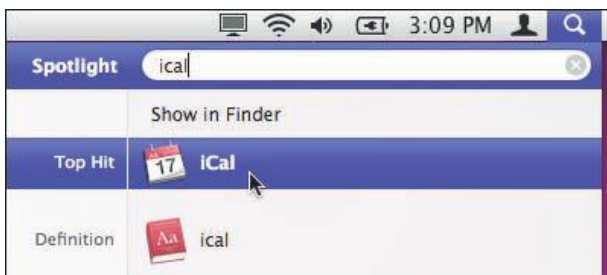 3:09 PM
Spotlight ical
Show in Finder
Top Hit 17 iCal
Definition Aa ical